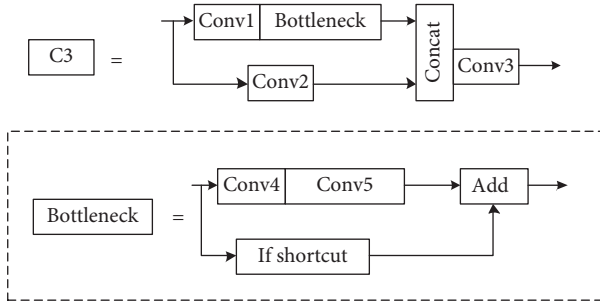 Conv1 Bottleneck
C3 = Concat Conv3
Conv2
Conv4 Conv5 Add
Bottleneck =
If shortcut